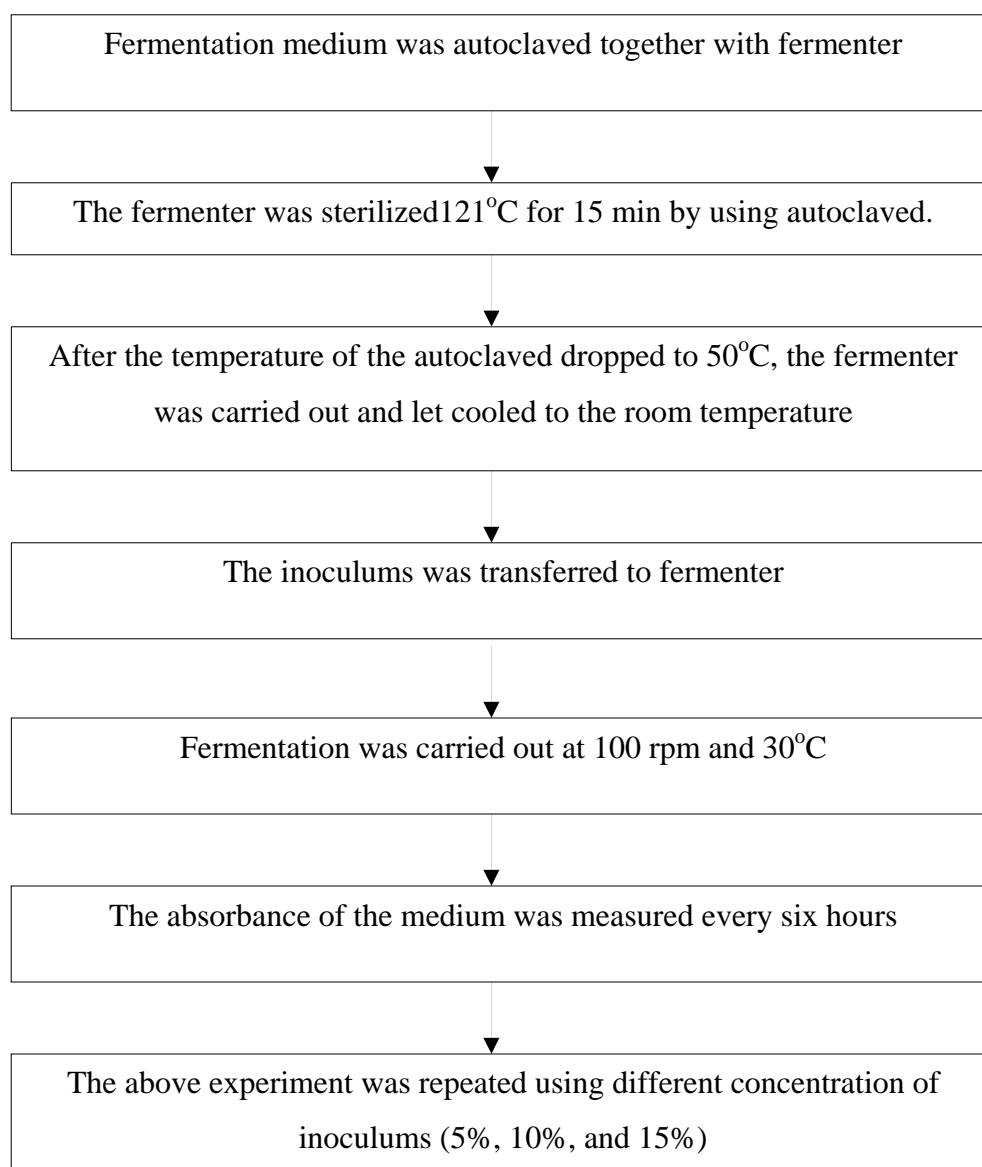 Fermentation medium was autoclaved together with fermenter
The fermenter was sterilized121°C for 15 min by using autoclaved.
After the temperature of the autoclaved dropped to 50°C, the fermenter
was carried out and let cooled to the room temperature
The inoculums was transferred to fermenter
Fermentation was carried out at 100 rpm and 30°C
The absorbance of the medium was measured every six hours
The above experiment was repeated using different concentration of
inoculums (5%, 10%, and 15%)